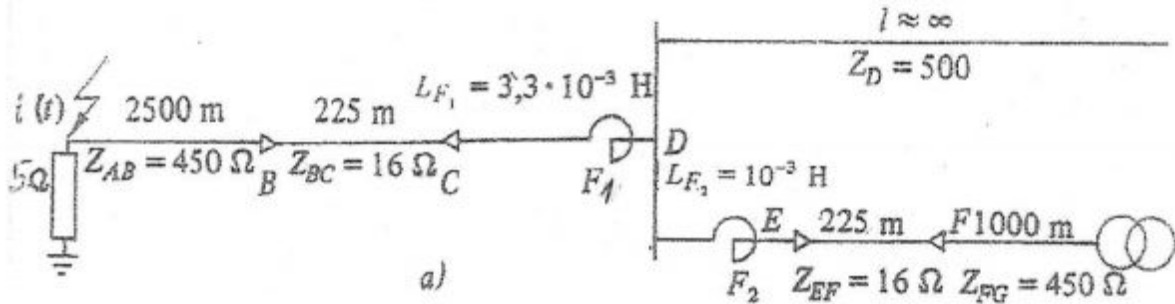 l ≈ ∞
Z_D = 500
L_F₁ = 3,3 · 10⁻³ H
i (t)
2500 m
225 m
Z_AB = 450 Ω
B
Z_BC = 16 Ω
C
F1
D
5Ω
L_F₂ = 10⁻³ H
E
225 m
F
1000 m
F₂
Z_EF = 16 Ω
Z_FG = 450 Ω
a)